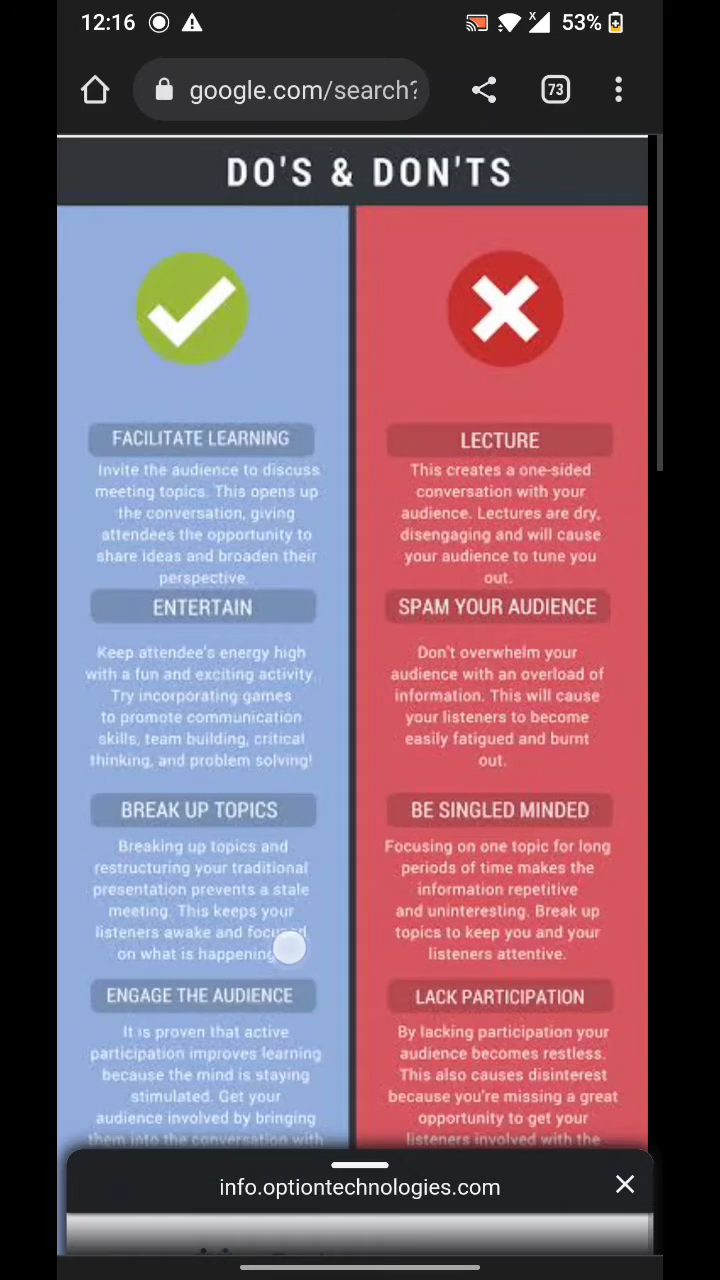 12:16
53%
google.com/search?
73
DO'S & DON'TS
FACILITATE LEARNING
Invite the audience to discuss
meeting topics. This opens up
the conversation, giving
attendees the opportunity to
share ideas and broaden their
perspective.
ENTERTAIN
Keep attendee's energy high
with a fun and exciting activity.
Try incorporating games
to promote communication
skills, team building, critical
thinking, and problem solving!
BREAK UP TOPICS
Breaking up topics and
restructuring your traditional
presentation prevents a stale
meeting. This keeps your
listeners awake and focused
on what is happening
ENGAGE THE AUDIENCE
It is proven that active
participation improves learning
because the mind is staying
stimulated. Get your
audience involved by bringing
them into the conversation with
LECTURE
This creates a one-sided
conversation with your
audience. Lectures are dry,
disengaging and will cause
your audience to tune you
out.
SPAM YOUR AUDIENCE
Don't overwhelm your
audience with an overload of
information. This will cause
your listeners to become
easily fatigued and burnt
out.
BE SINGLED MINDED
Focusing on one topic for long
periods of time makes the
information repetitive
and uninteresting. Break up
topics to keep you and your
listeners attentive.
LACK PARTICIPATION
By lacking participation your
audience becomes restless.
This also causes disinterest
because you're missing a great
opportunity to get your
listeners involved with the
info.optiontechnologies.com